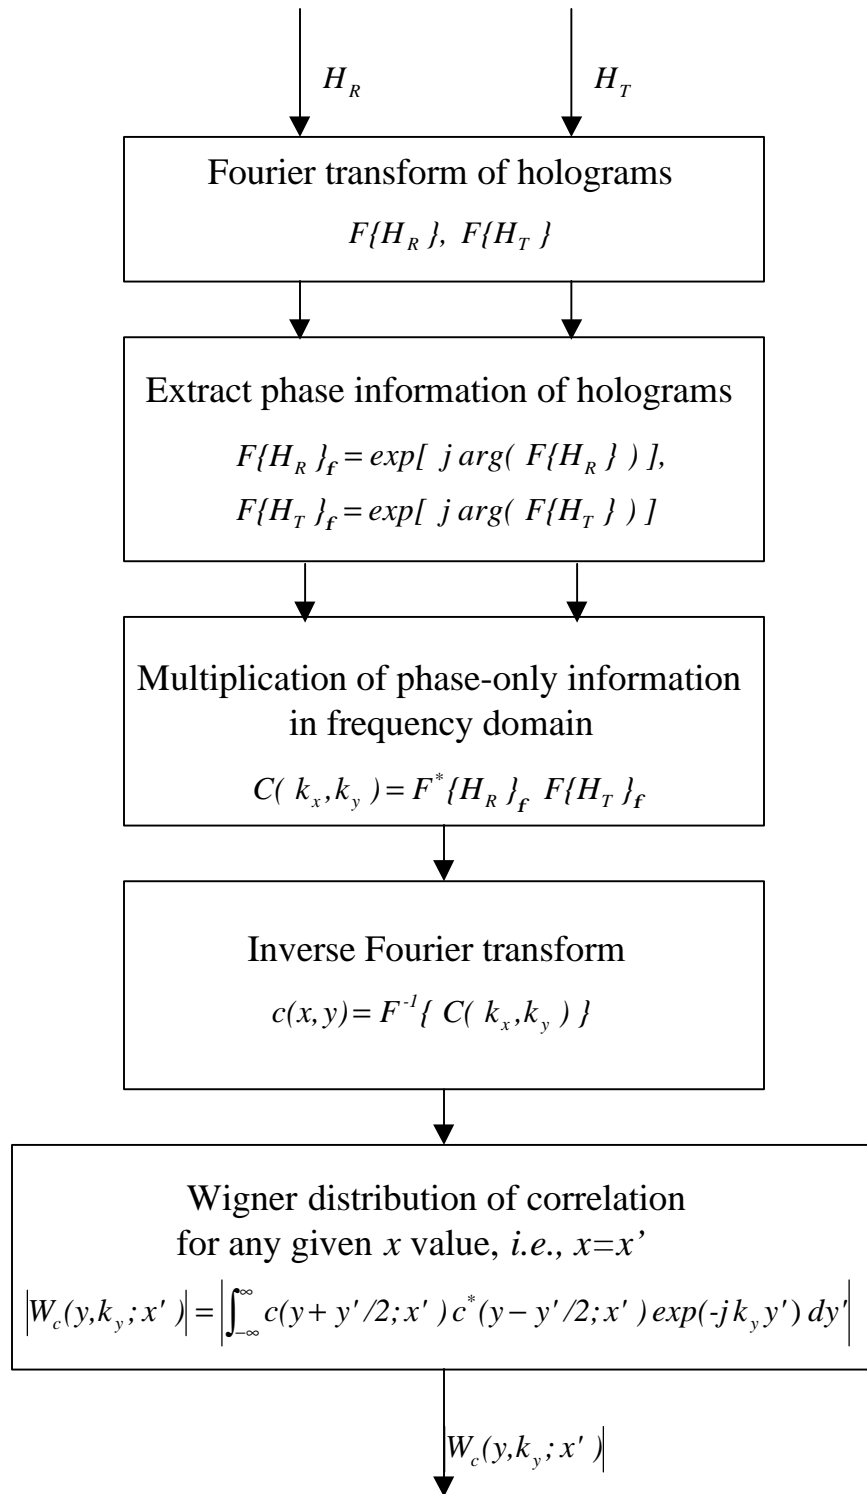 H_R H_T
Fourier transform of holograms
F{H_R}, F{H_T}
Extract phase information of holograms
F{H_R}_f = exp[ j arg( F{H_R} ) ],
F{H_T}_f = exp[ j arg( F{H_T} ) ]
Multiplication of phase-only information
in frequency domain
C( k_x,k_y ) = F^*{H_R}_f F{H_T}_f
Inverse Fourier transform
c(x,y) = F^-1{ C( k_x,k_y ) }
Wigner distribution of correlation
for any given x value, i.e., x=x’
|W_c(y,k_y;x′)| = |∫_−∞^∞ c(y+y′/2;x′)c^*(y−y′/2;x′)exp(-jk_y y′)dy′|
|W_c(y,k_y;x′)|